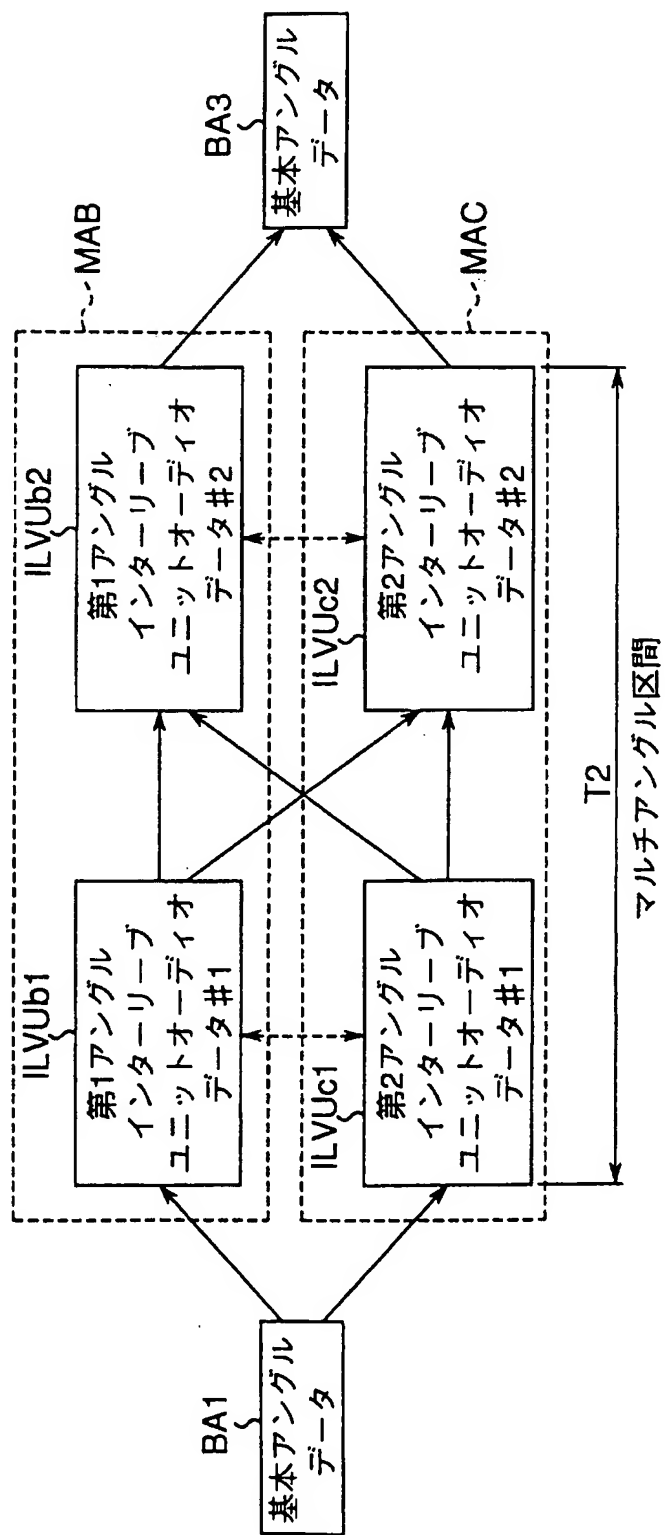 BA1
基本アングル
データ
MAB
ILVUb1
第1アングル
インターリーブ
ユニットオーディオ
データ#1
ILVUb2
第1アングル
インターリーブ
ユニットオーディオ
データ#2
MAC
ILVUc1
第2アングル
インターリーブ
ユニットオーディオ
データ#1
ILVUc2
第2アングル
インターリーブ
ユニットオーディオ
データ#2
BA3
基本アングル
データ
T2
マルチアングル区間